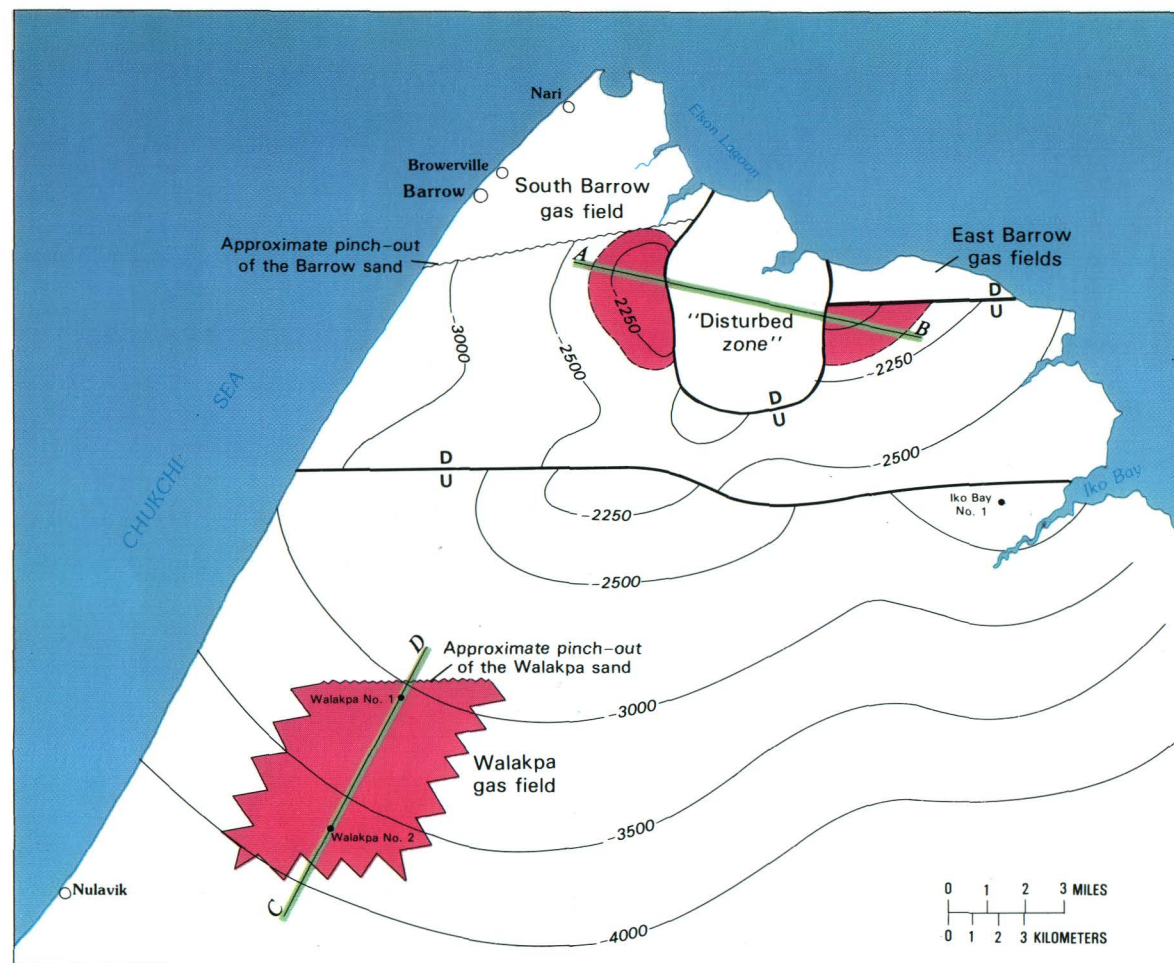 Nari
Elson Lagoon
Browerville
Barrow
South Barrow
gas field
Approximate pinch-out
of the Barrow sand
East Barrow
gas fields
A
D
U
-3000
-2500
-2250
"Disturbed
zone"
B
-2250
D
U
CHUKCHI SEA
D
U
-2500
Iko Bay
Iko Bay
No. 1
-2250
-2500
D
Approximate pinch-out
of the Walakpa sand
Walakpa No. 1
-3000
Walakpa
gas field
-3500
Walakpa No. 2
Nulavik
C
-4000
0 1 2 3 MILES
0 1 2 3 KILOMETERS